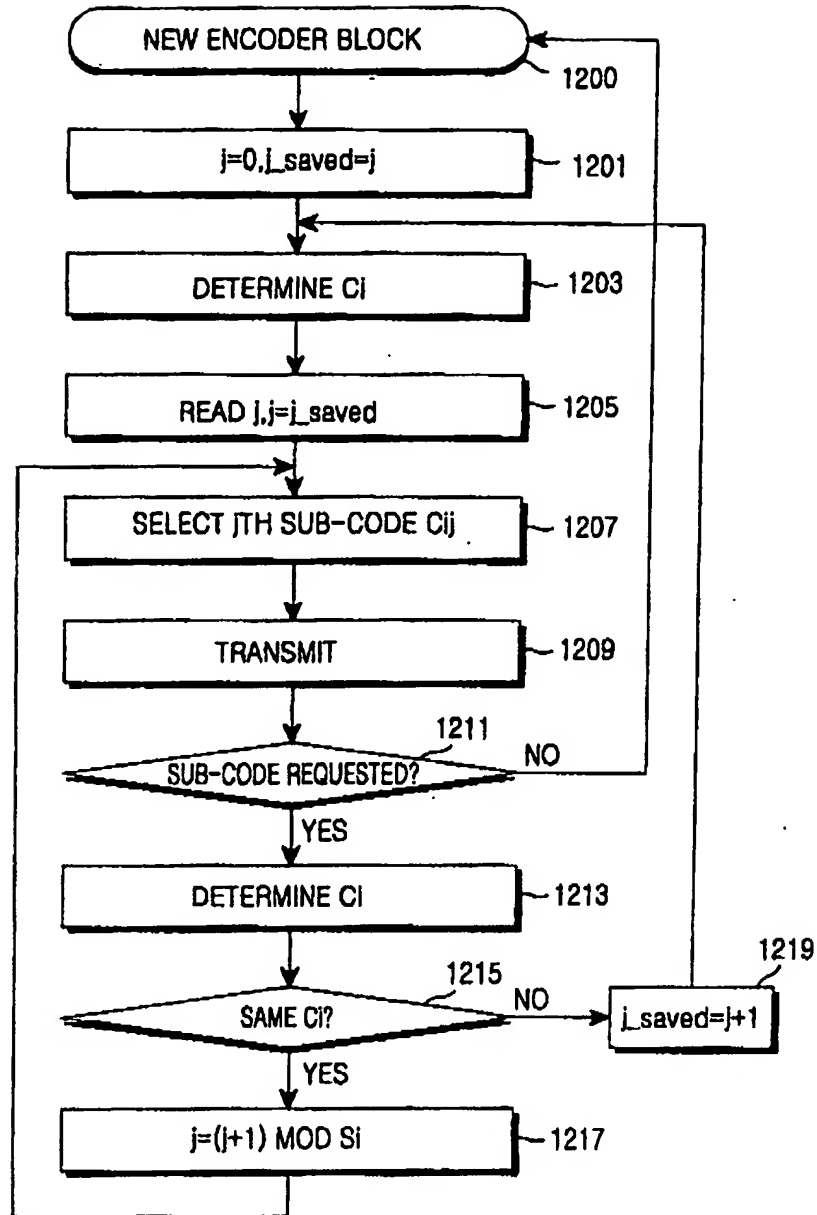 NEW ENCODER BLOCK
1200
j=0,j_saved=j
1201
DETERMINE Ci
1203
READ j,j=j_saved
1205
SELECT jTH SUB-CODE Cij
1207
TRANSMIT
1209
1211
SUB-CODE REQUESTED?
NO
YES
DETERMINE Ci
1213
1215
SAME Ci?
NO
1219
j_saved=j+1
YES
j=(j+1) MOD Si
1217